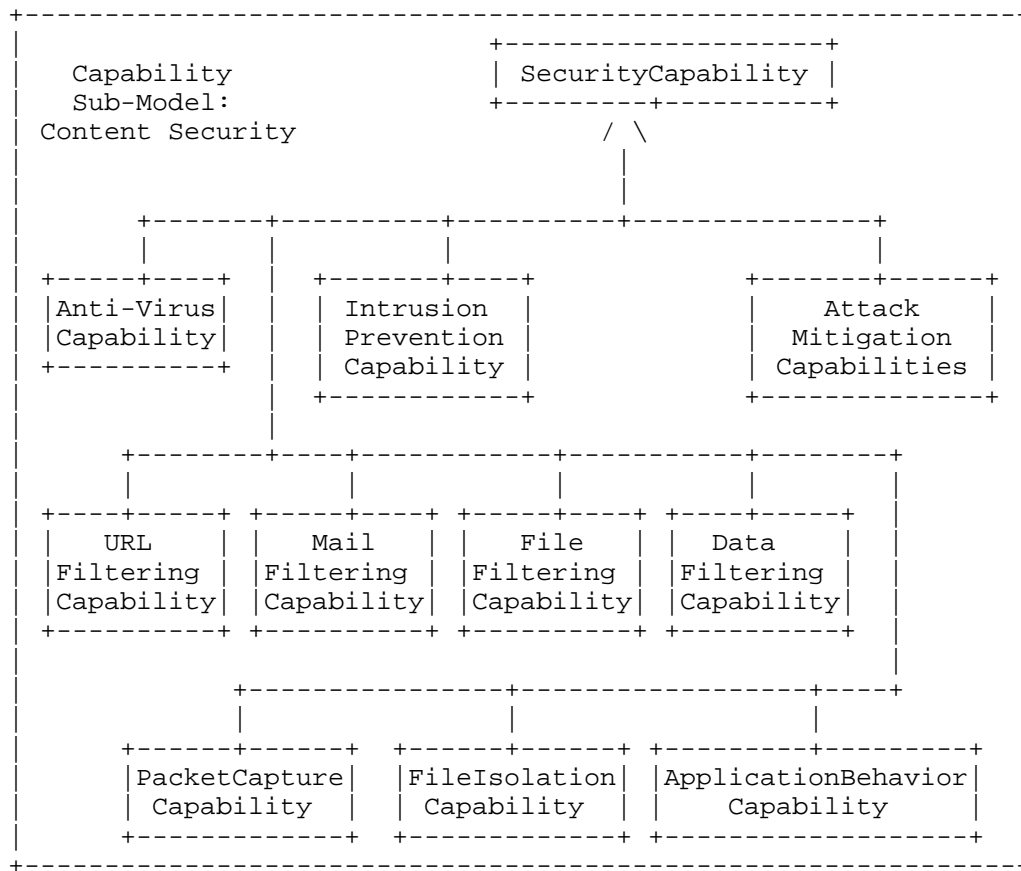 SecurityCapability
Capability
Sub-Model:
Content Security
Anti-Virus
Capability
Intrusion
Prevention
Capability
Attack
Mitigation
Capabilities
URL
Filtering
Capability
Mail
Filtering
Capability
File
Filtering
Capability
Data
Filtering
Capability
PacketCapture
Capability
FileIsolation
Capability
ApplicationBehavior
Capability